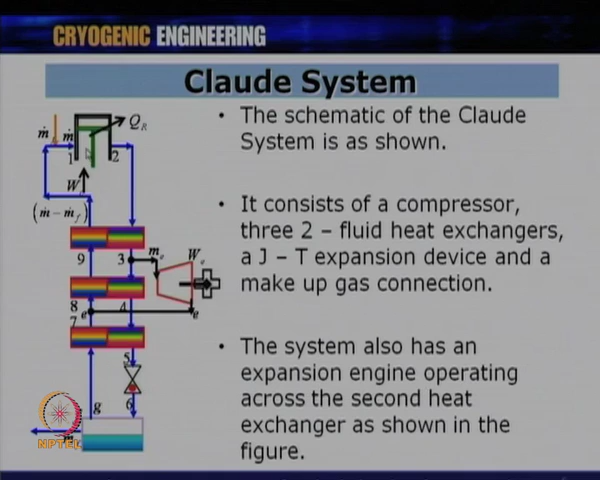 CRYOGENIC ENGINEERING
Claude System
• The schematic of the Claude
System is as shown.
• It consists of a compressor,
three 2 – fluid heat exchangers,
a J – T expansion device and a
make up gas connection.
• The system also has an
expansion engine operating
across the second heat
exchanger as shown in the
figure.
ṁ ṁ Q_R
1 2
W
(ṁ − ṁ_f)
9 3 ṁ_e W_e
8 4
7 e e
5
6
g
NPTEL